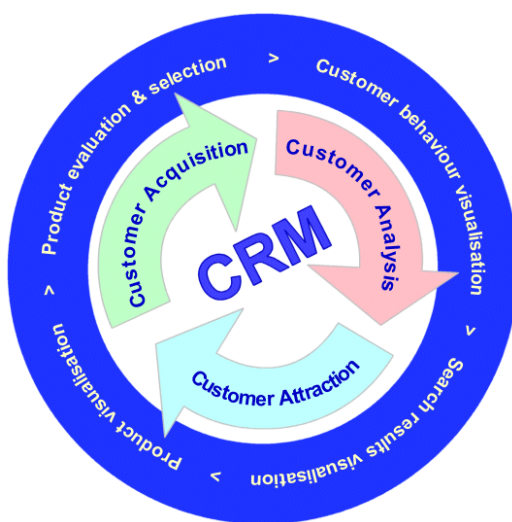 Product evaluation & selection
>
Customer behaviour visualisation
>
Search results visualisation
>
Product visualisation
>
Customer Acquisition
Customer Analysis
Customer Attraction
CRM